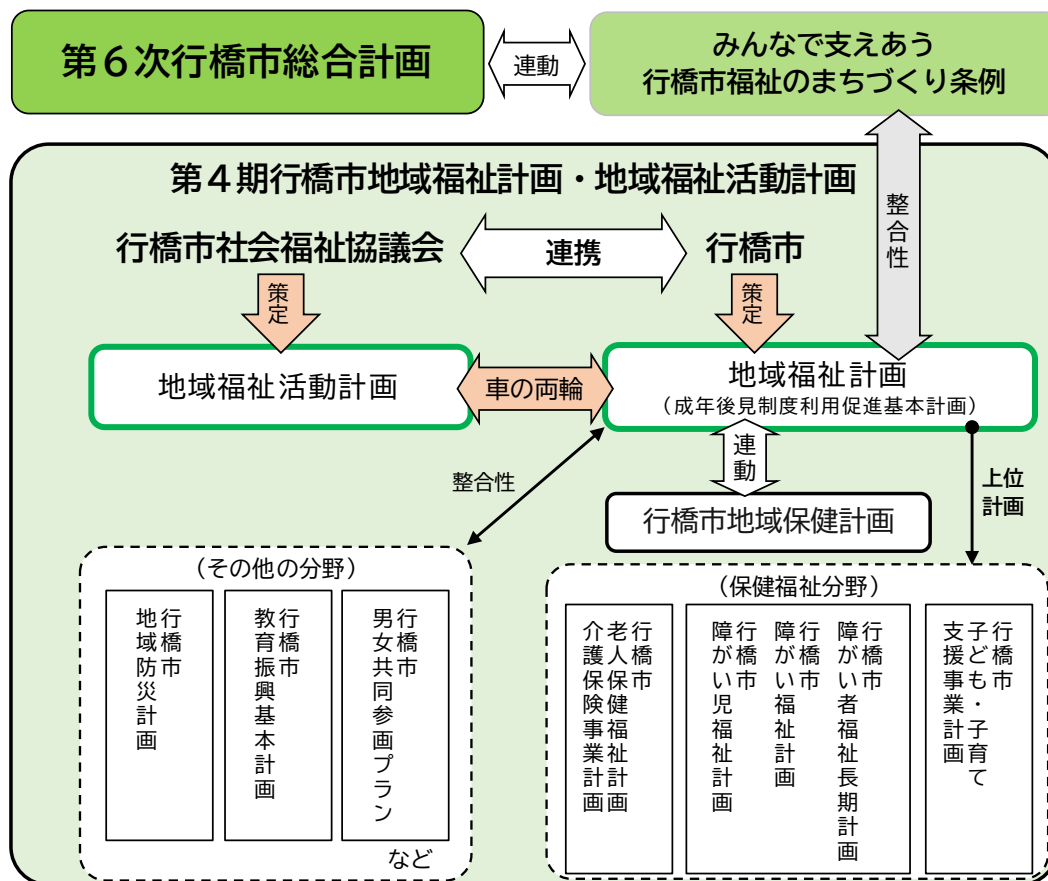 第６次行橋市総合計画
連動
みんなで支えあう
行橋市福祉のまちづくり条例
整合性
第４期行橋市地域福祉計画・地域福祉活動計画
行橋市社会福祉協議会
連携
行橋市
策定
策定
地域福祉活動計画
車の両輪
地域福祉計画
（成年後見制度利用促進基本計画）
連動
整合性
上位
計画
行橋市地域保健計画
（その他の分野）
行橋市
地域防災計画
行橋市
教育振興基本計画
行橋市
男女共同参画プラン
など
（保健福祉分野）
行橋市
老人保健福祉計画
介護保険事業計画
行橋市
障がい者福祉長期計画
行橋市
障がい福祉計画
行橋市
障がい児福祉計画
行橋市
子ども・子育て
支援事業計画